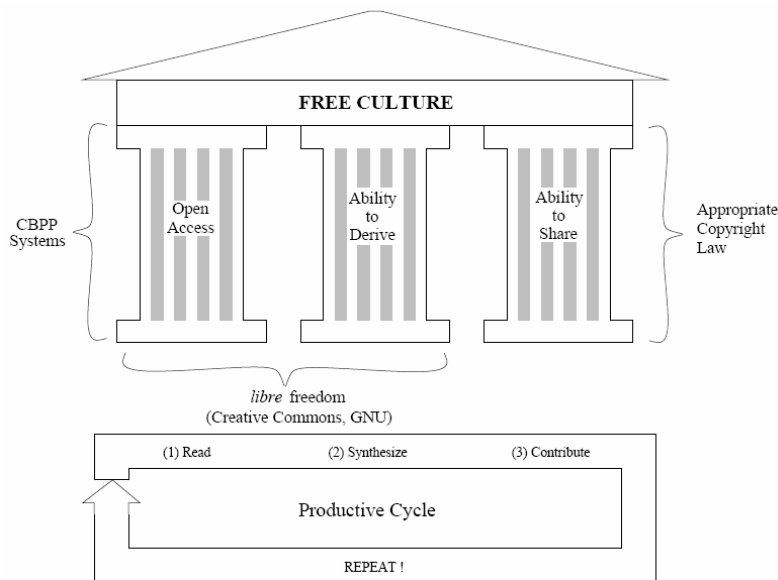 FREE CULTURE
CBPP
Systems
Open
Access
Ability
to
Derive
Ability
to
Share
Appropriate
Copyright
Law
libre freedom
(Creative Commons, GNU)
(1) Read
(2) Synthesize
(3) Contribute
Productive Cycle
REPEAT !